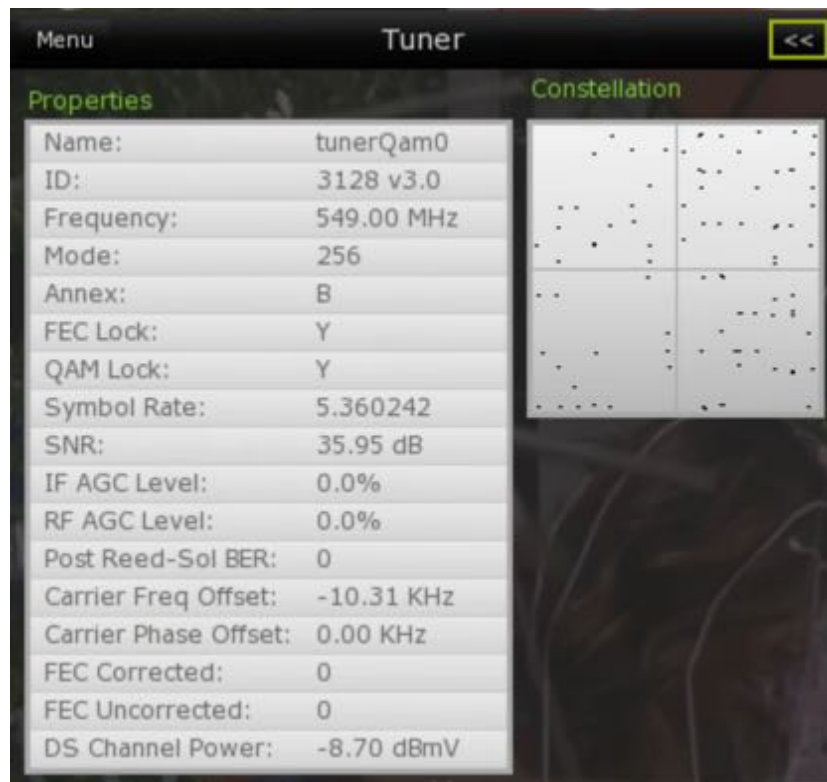 Menu Tuner <<
Properties
Name: tunerQam0
ID: 3128 v3.0
Frequency: 549.00 MHz
Mode: 256
Annex: B
FEC Lock: Y
QAM Lock: Y
Symbol Rate: 5.360242
SNR: 35.95 dB
IF AGC Level: 0.0%
RF AGC Level: 0.0%
Post Reed-Sol BER: 0
Carrier Freq Offset: -10.31 KHz
Carrier Phase Offset: 0.00 KHz
FEC Corrected: 0
FEC Uncorrected: 0
DS Channel Power: -8.70 dBmV
Constellation